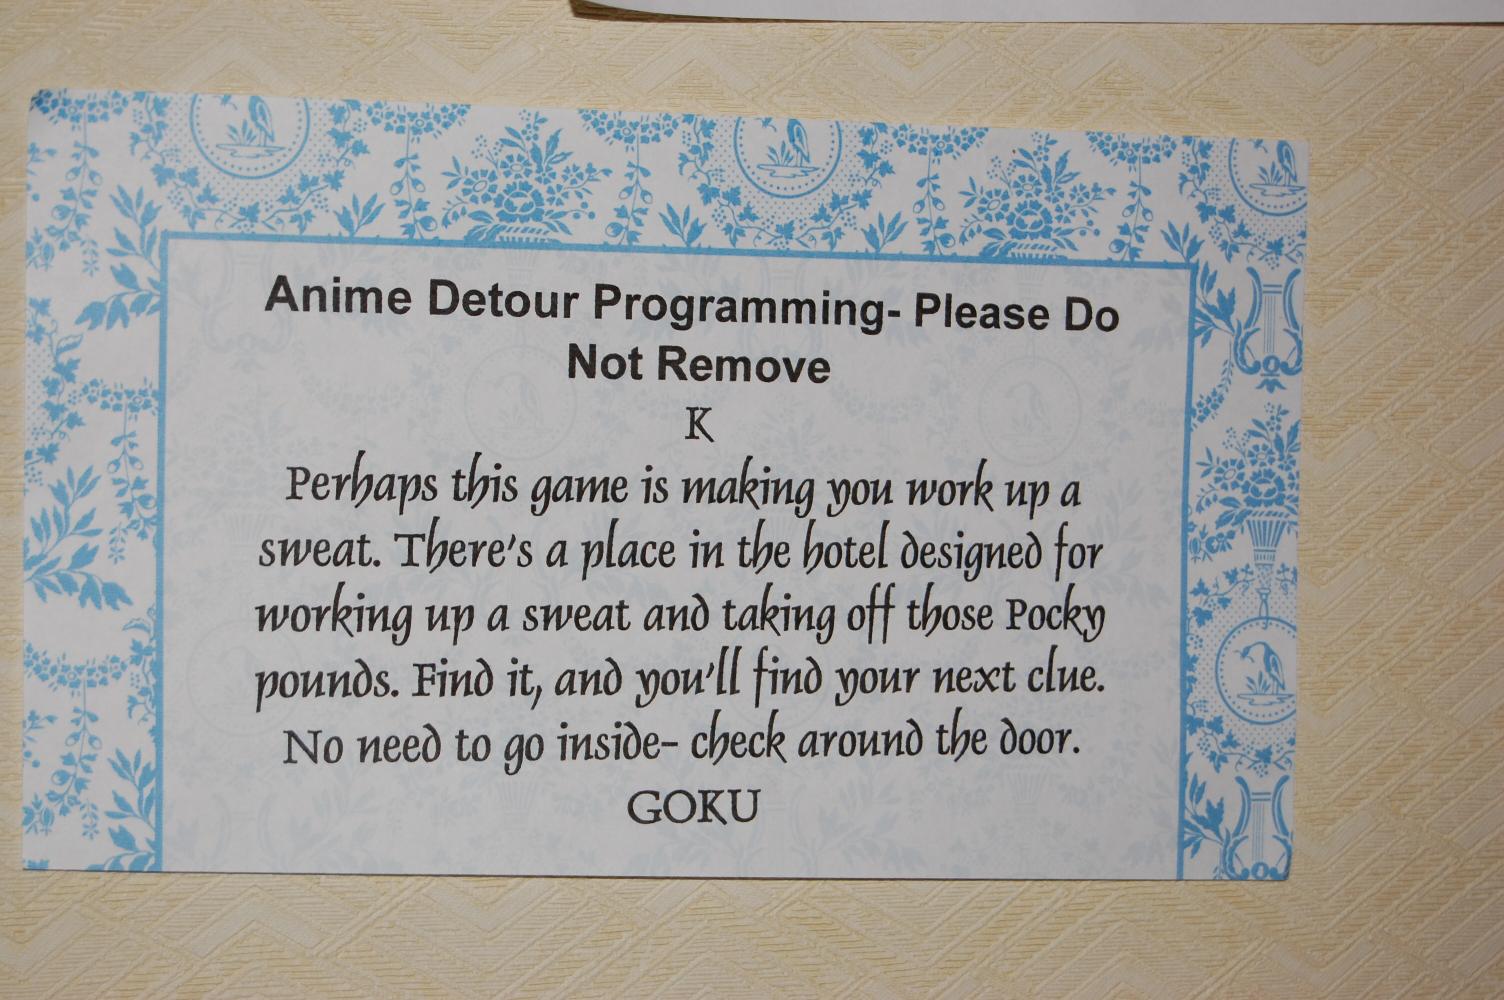 Anime Detour Programming- Please Do
Not Remove
K
Perhaps this game is making you work up a
sweat. There's a place in the hotel designed for
working up a sweat and taking off those Pocky
pounds. Find it, and you'll find your next clue.
No need to go inside- check around the door.
GOKU